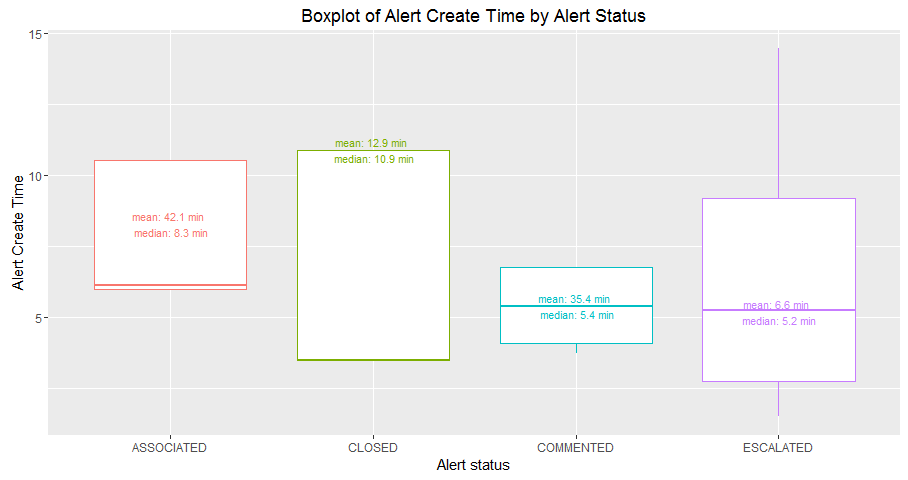 Boxplot of Alert Create Time by Alert Status
15
10
5
Alert Create Time
mean: 42.1 min
median: 8.3 min
mean: 12.9 min
median: 10.9 min
mean: 35.4 min
median: 5.4 min
mean: 6.6 min
median: 5.2 min
ASSOCIATED
CLOSED
COMMENTED
ESCALATED
Alert status